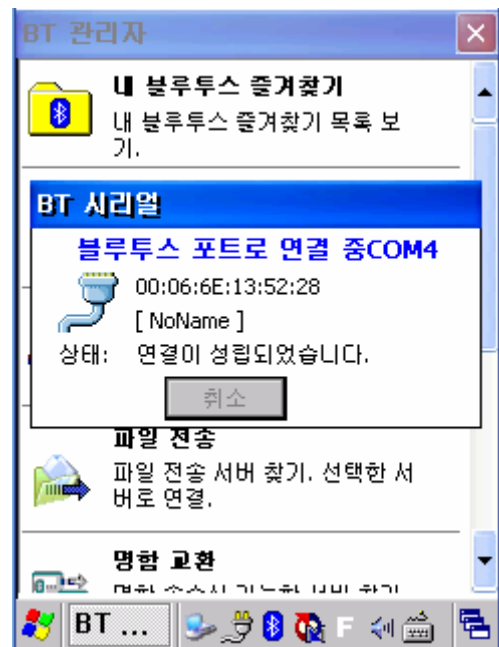 BT 관리자
내 블루투스 즐겨찾기
내 블루투스 즐겨찾기 목록 보
기.
BT 시리얼
블루투스 포트로 연결 중COM4
00:06:6E:13:52:28
[ NoName ]
상태: 연결이 성립되었습니다.
취소
파일 전송
파일 전송 서버 찾기. 선택한 서
버로 연결.
명함 교환
BT ...
F